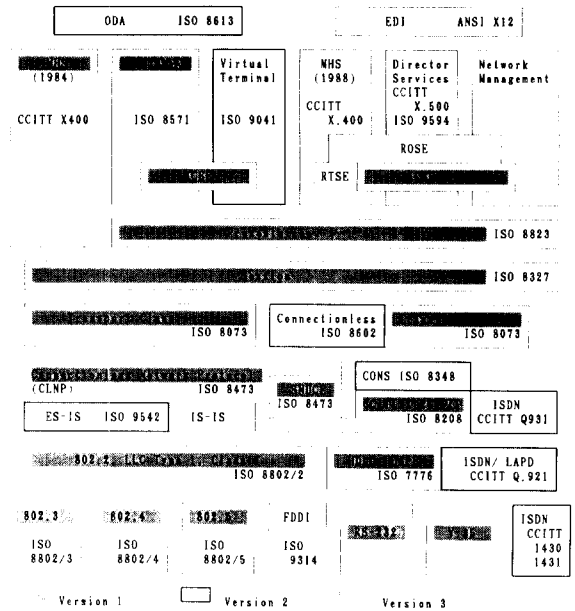 ODA ISO 8613
EDI ANSI X12
(1984)
CCITT X400
ISO 8571
Virtual
Terminal
ISO 9041
NHS
(1988)
CCITT
X.400
Director
Services
CCITT
X.500
ISO 9594
Network
Management
ROSE
RTSE
ISO 8823
ISO 8327
ISO 8073
Connectionless
ISO 8602
ISO 8073
(CLNP) ISO 8473
ISO 8473
CONS ISO 8348
ISO 8208
ISDN
CCITT Q931
ES-IS ISO 9542 IS-IS
802.2 LLC Type 1
ISO 8802/2
ISO 7776
ISDN/ LAPD
CCITT Q.921
802.3
ISO
8802/3
802.4
ISO
8802/4
802.5
ISO
8802/5
FDDI
ISO
9314
RS-232
ISDN
CCITT
1430
1431
Version 1 Version 2 Version 3